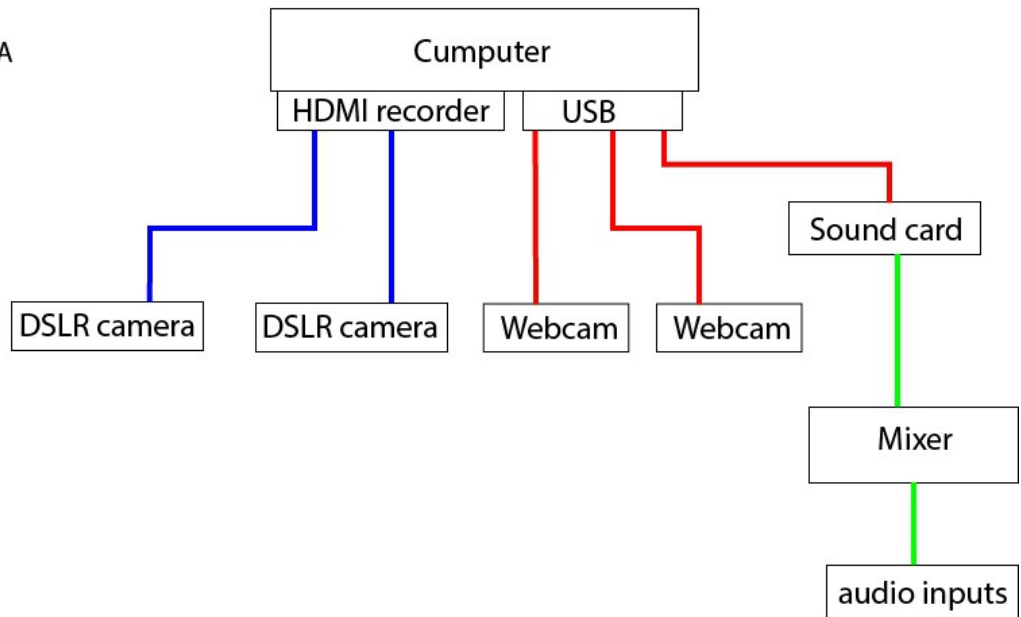 A
Cumputer
HDMI recorder
USB
Sound card
DSLR camera
DSLR camera
Webcam
Webcam
Mixer
audio inputs